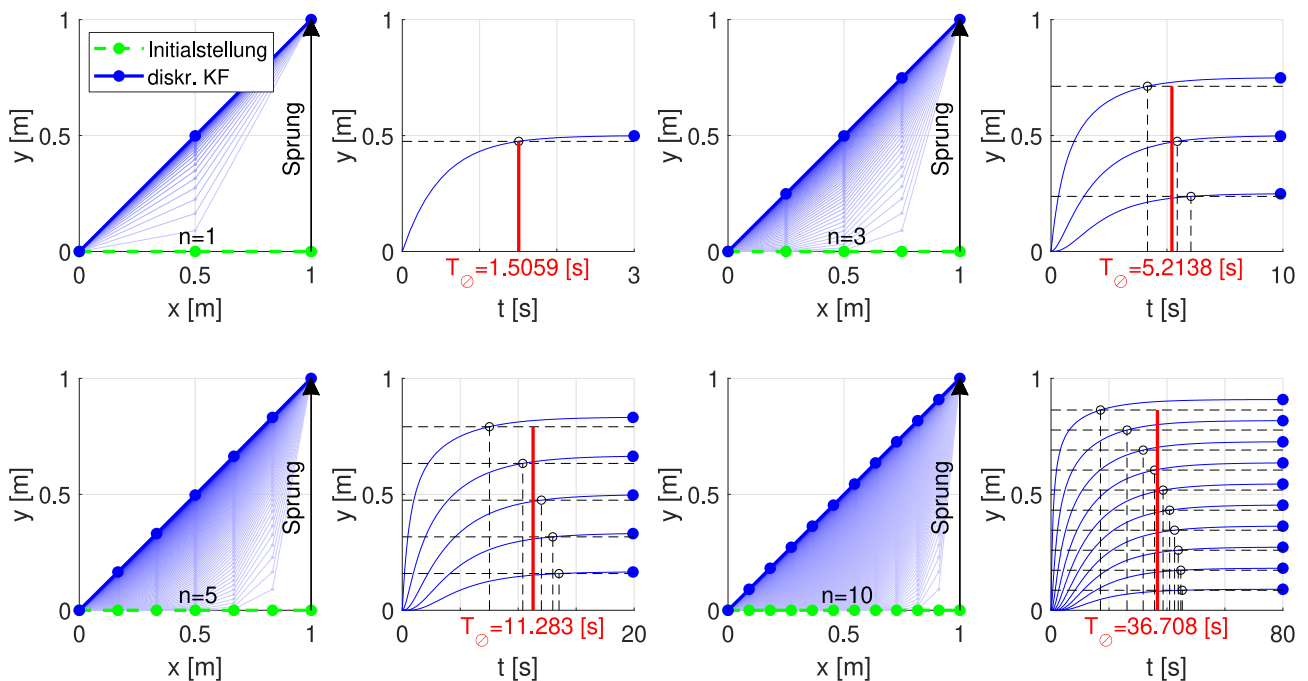 1
0.5
0
y [m]
Initialstellung
diskr. KF
Sprung
n=1
0
0.5
1
x [m]
1
0.5
0
y [m]
0
3
T∅=1.5059 [s]
t [s]
1
0.5
0
y [m]
Sprung
n=3
0
0.5
1
x [m]
1
0.5
0
y [m]
0
10
T∅=5.2138 [s]
t [s]
1
0.5
0
y [m]
Sprung
n=5
0
0.5
1
x [m]
1
0.5
0
y [m]
0
20
T∅=11.283 [s]
t [s]
1
0.5
0
y [m]
Sprung
n=10
0
0.5
1
x [m]
1
0.5
0
y [m]
0
80
T∅=36.708 [s]
t [s]